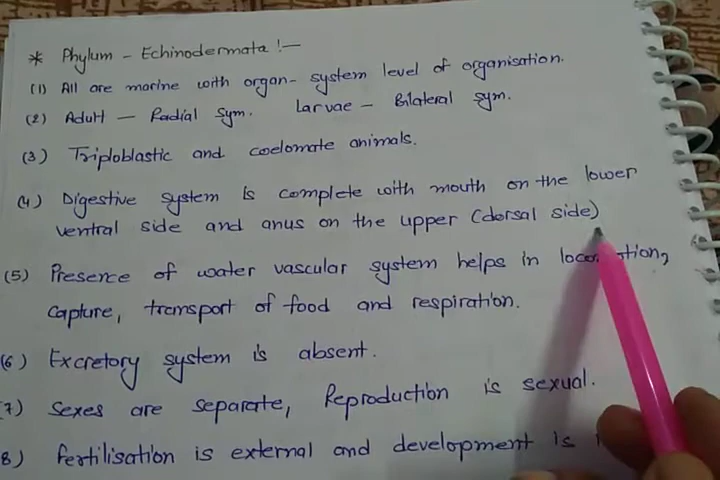 * Phylum - Echinodermata !-
(1) All are marine with organ-system level of organisation.
(2) Adult - Radial sym. Larvae - Bilateral sym.
(3) Triploblastic and coelomate animals.
(4) Digestive system is complete with mouth on the lower
ventral side and anus on the upper (dorsal side)
(5) Presence of water vascular system helps in
capture, transport of food and respiration.
(6) Excretory system is absent.
7) Sexes are separate, Reproduction is sexual.
8) Fertilisation is external and development is